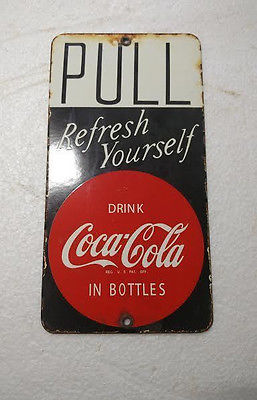 PULL
Refresh
Yourself
DRINK
Coca-Cola
REG. U. S. PAT. OFF.
IN BOTTLES